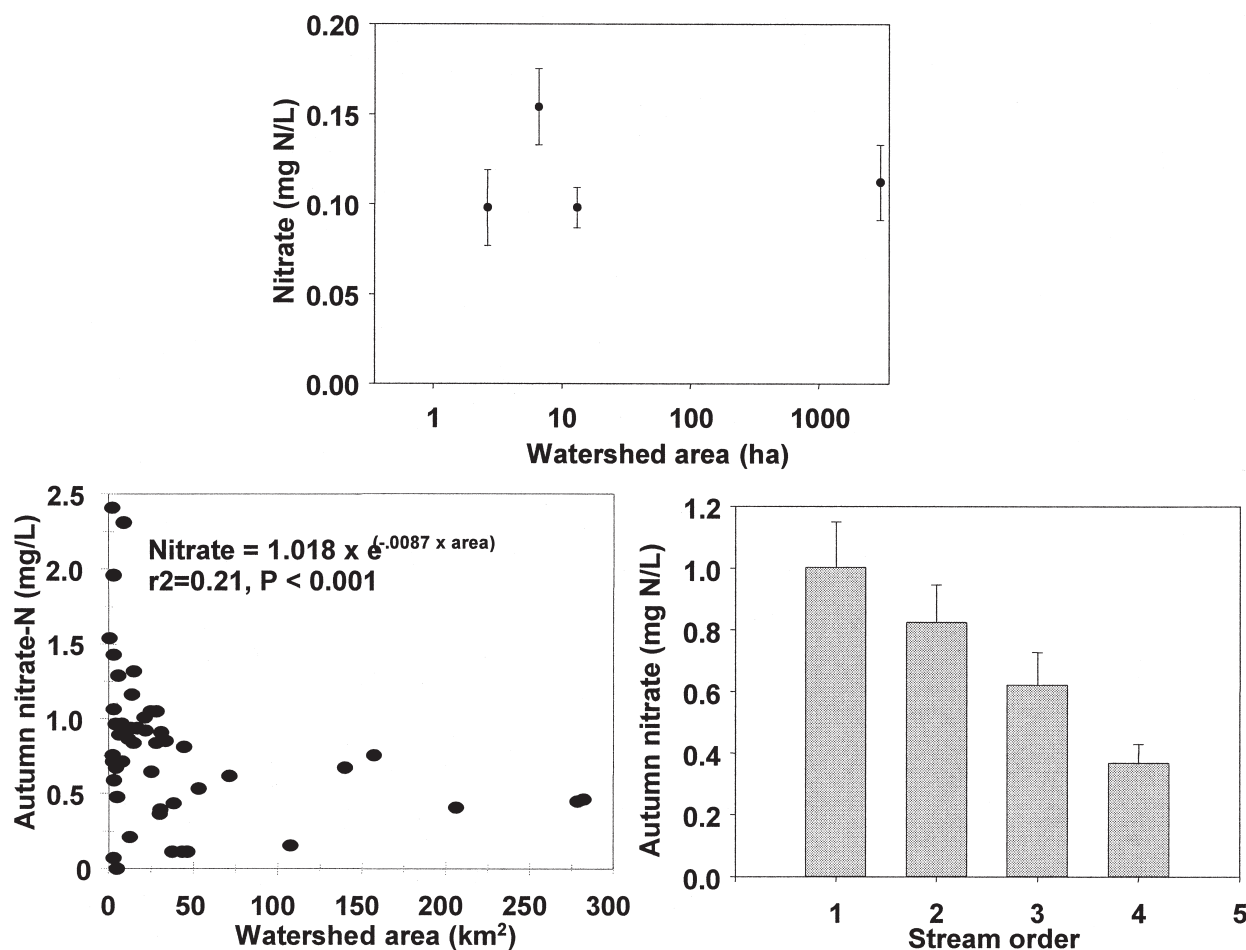 0.20
0.15
0.10
0.05
0.00
Nitrate (mg N/L)
1 10 100 1000
Watershed area (ha)
2.5
2.0
1.5
1.0
0.5
0
Autumn nitrate-N (mg/L)
Nitrate = 1.018 x e(-.0087 x area)
r2=0.21, P < 0.001
0 50 100 150 200 250 300
Watershed area (km²)
1.2
1.0
0.8
0.6
0.4
0.2
0.0
Autumn nitrate (mg N/L)
1 2 3 4 5
Stream order